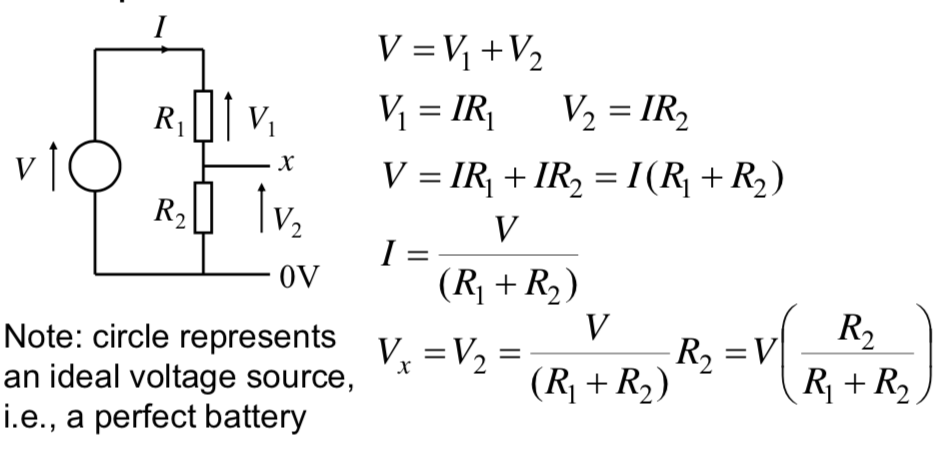 I
R₁ V₁
V x
R₂ V₂
0V
Note: circle represents
an ideal voltage source,
i.e., a perfect battery
V = V₁ + V₂
V₁ = IR₁ V₂ = IR₂
V = IR₁ + IR₂ = I(R₁ + R₂)
I = V / (R₁ + R₂)
Vₓ = V₂ = V / (R₁ + R₂) R₂ = V(R₂ / R₁ + R₂)